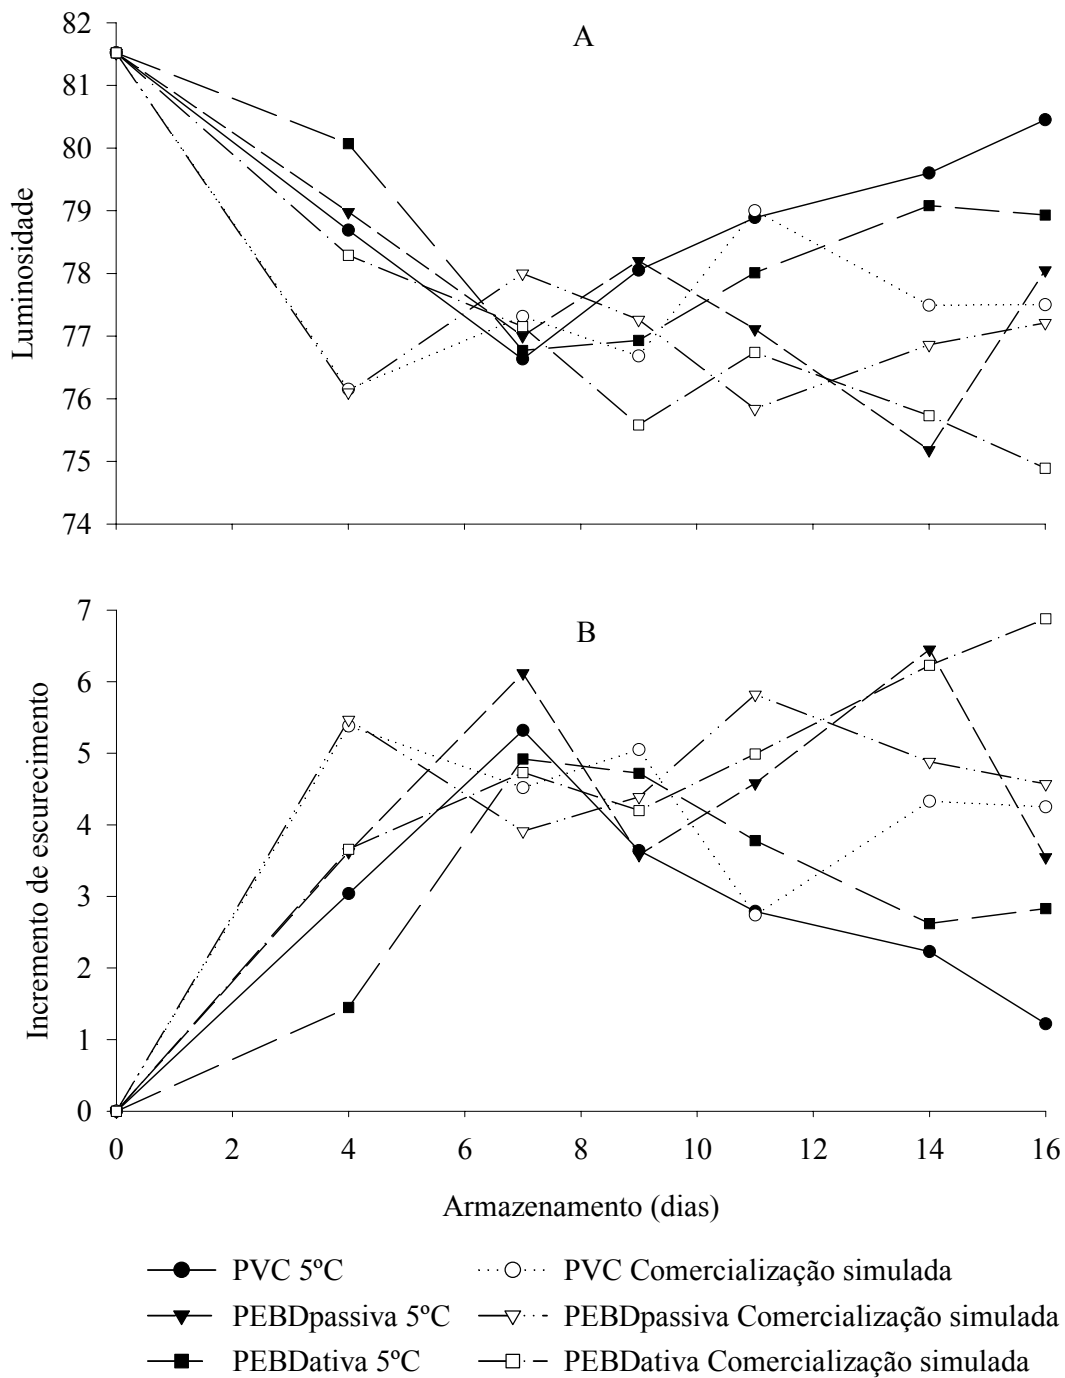 A
82
81
80
79
78
77
76
75
74
Luminosidade
B
7
6
5
4
3
2
1
0
Incremento de escurecimento
0 2 4 6 8 10 12 14 16
Armazenamento (dias)
PVC 5ºC PVC Comercialização simulada
PEBDpassiva 5ºC PEBDpassiva Comercialização simulada
PEBDativa 5ºC PEBDativa Comercialização simulada